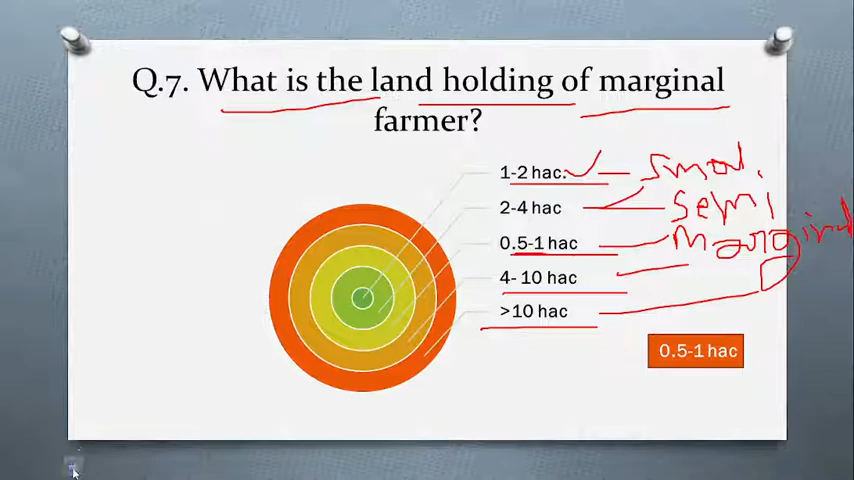 Q.7. What is the land holding of marginal
farmer?
1-2 hac.
2-4 hac
Semi
0.5-1 hac
Marginal
4- 10 hac
>10 hac
0.5-1 hac